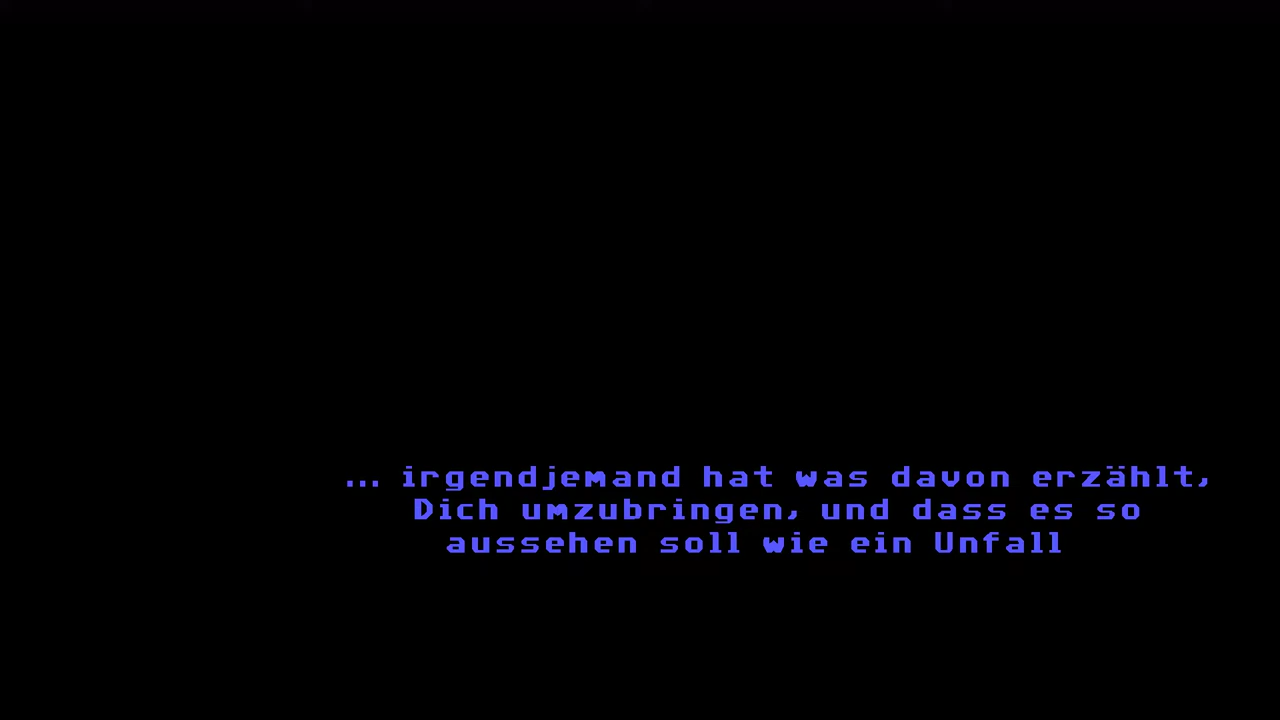 ... irgendjemand hat was davon erzählt,
Dich umzubringen, und dass es so
aussehen soll wie ein Unfall